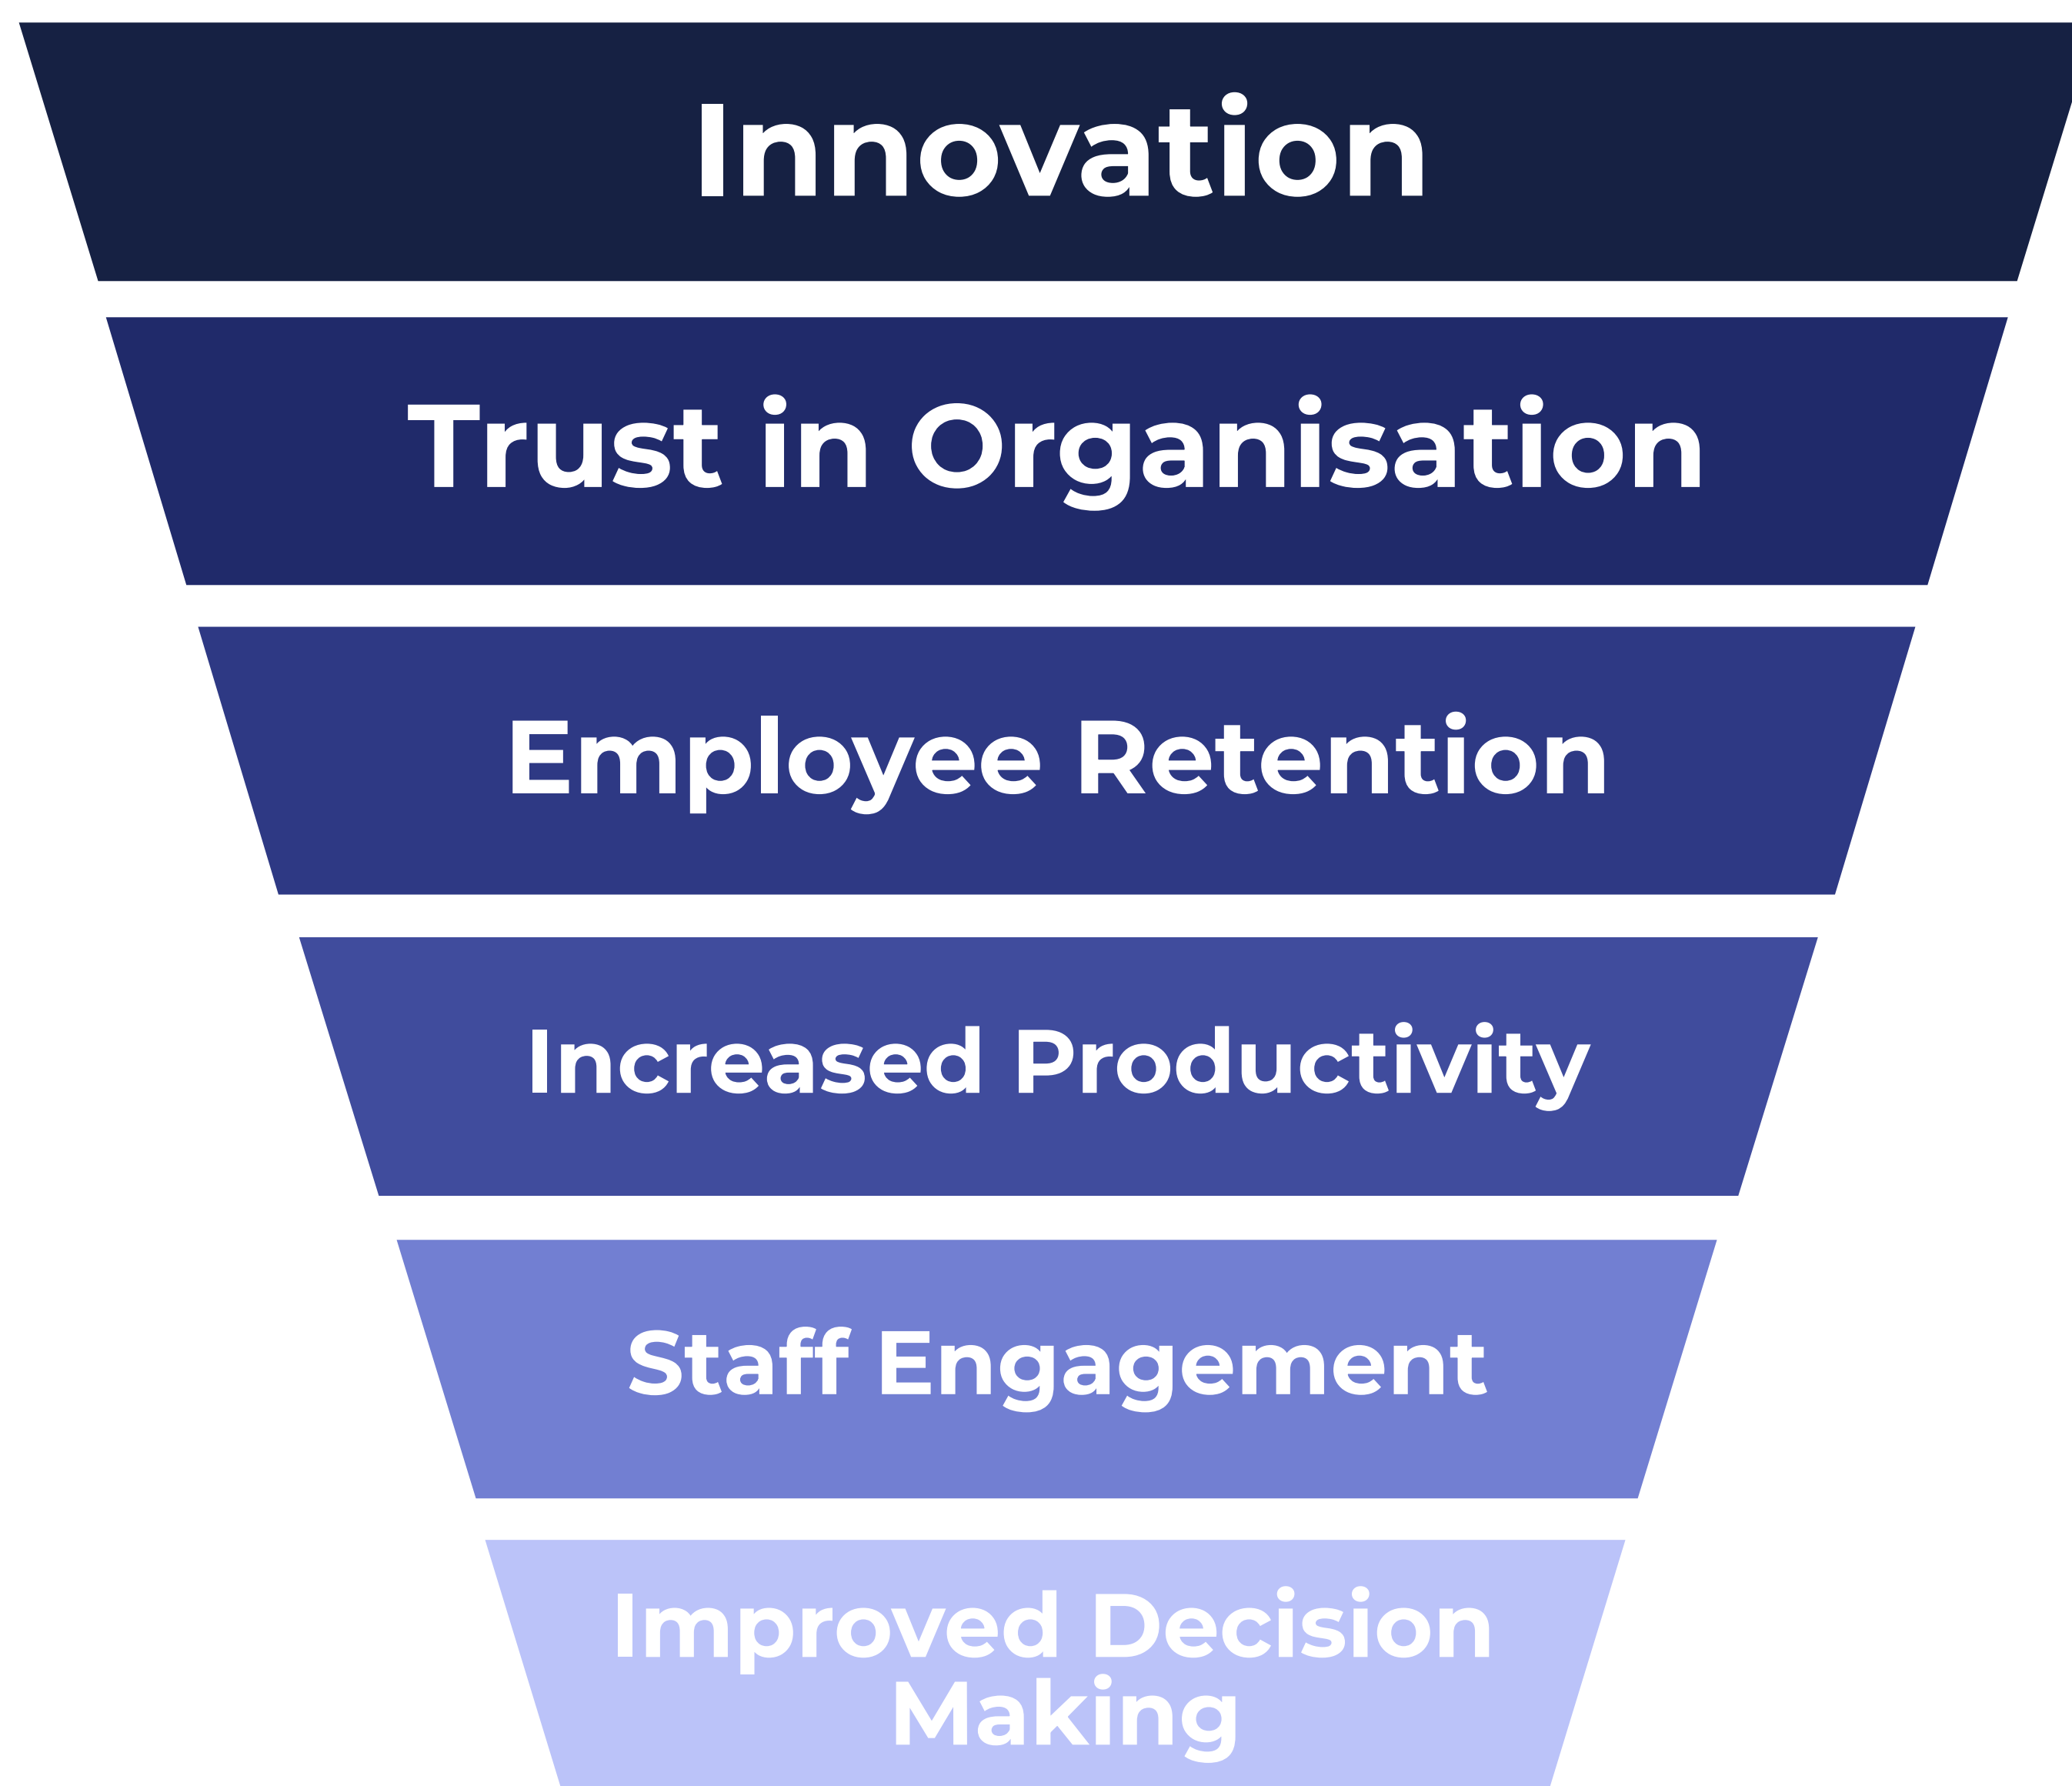 Innovation
Trust in Organisation
Employee Retention
Increased Productivity
Staff Engagement
Improved Decision
Making